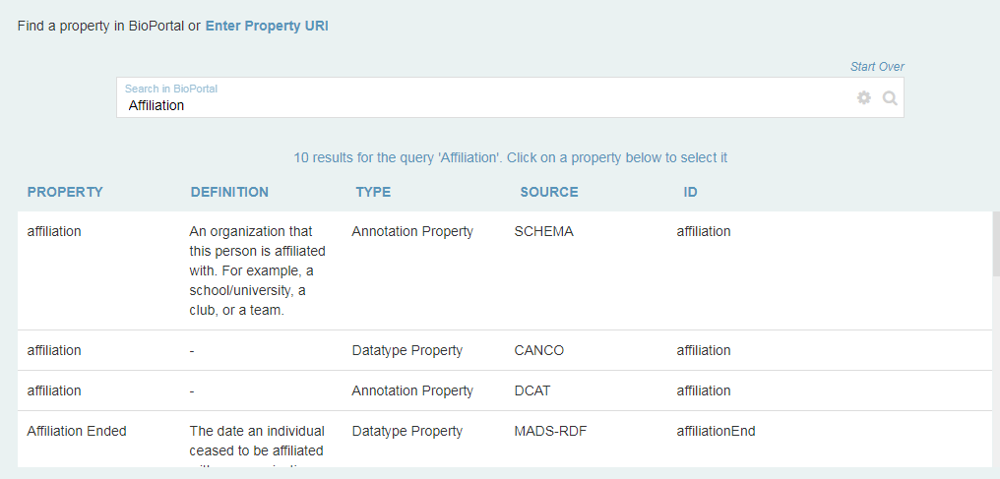 Find a property in BioPortal or Enter Property URI
Start Over
Search in BioPortal
Affiliation
10 results for the query 'Affiliation'. Click on a property below to select it
PROPERTY DEFINITION TYPE SOURCE ID
affiliation An organization that Annotation Property SCHEMA affiliation
this person is affiliated
with. For example, a
school/university, a
club, or a team.
affiliation - Datatype Property CANCO affiliation
affiliation - Annotation Property DCAT affiliation
Affiliation Ended The date an individual Datatype Property MADS-RDF affiliationEnd
ceased to be affiliated